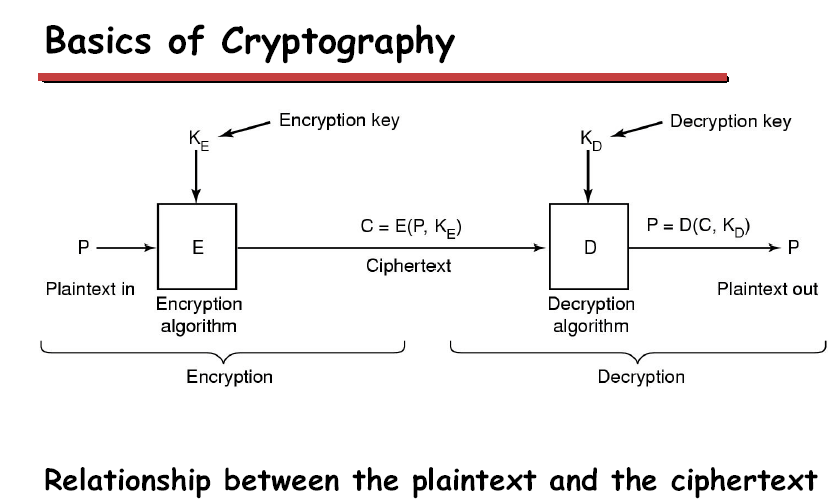 Basics of Cryptography
Encryption key
Decryption key
K_E
K_D
C = E(P, K_E)
P = D(C, K_D)
P
E
D
P
Ciphertext
Plaintext in
Plaintext out
Encryption
algorithm
Decryption
algorithm
Encryption
Decryption
Relationship between the plaintext and the ciphertext